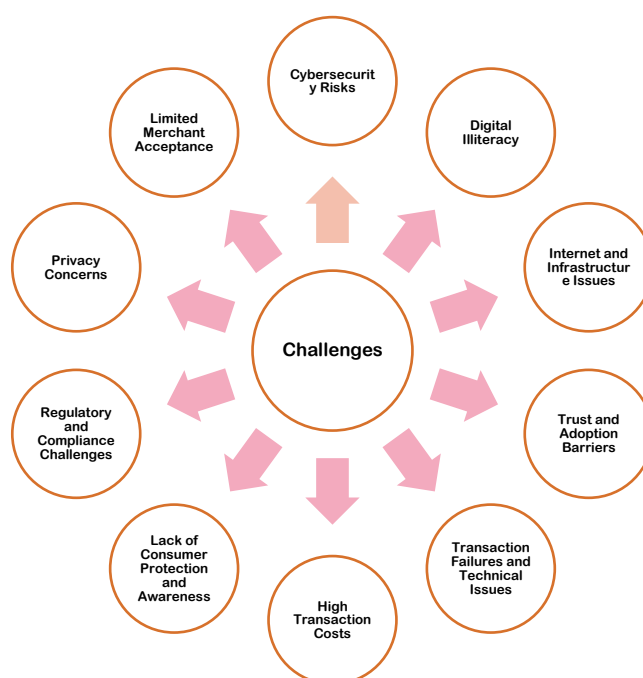 Cybersecurit
y Risks
Digital
Illiteracy
Internet and
Infrastructur
e Issues
Trust and
Adoption
Barriers
Transaction
Failures and
Technical
Issues
High
Transaction
Costs
Lack of
Consumer
Protection
and
Awareness
Regulatory
and
Compliance
Challenges
Privacy
Concerns
Limited
Merchant
Acceptance
Challenges